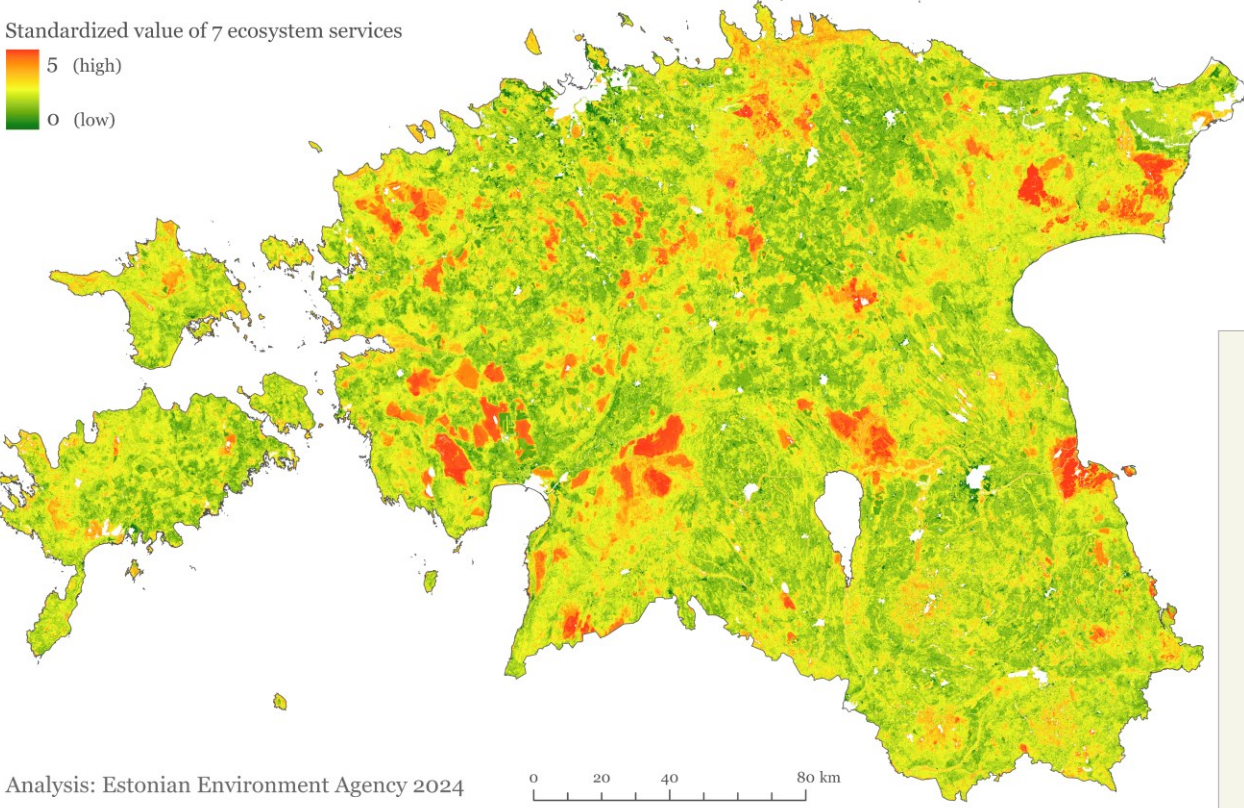 Standardized value of 7 ecosystem services
5 (high)
0 (low)
Analysis: Estonian Environment Agency 2024
0 20 40 80 km